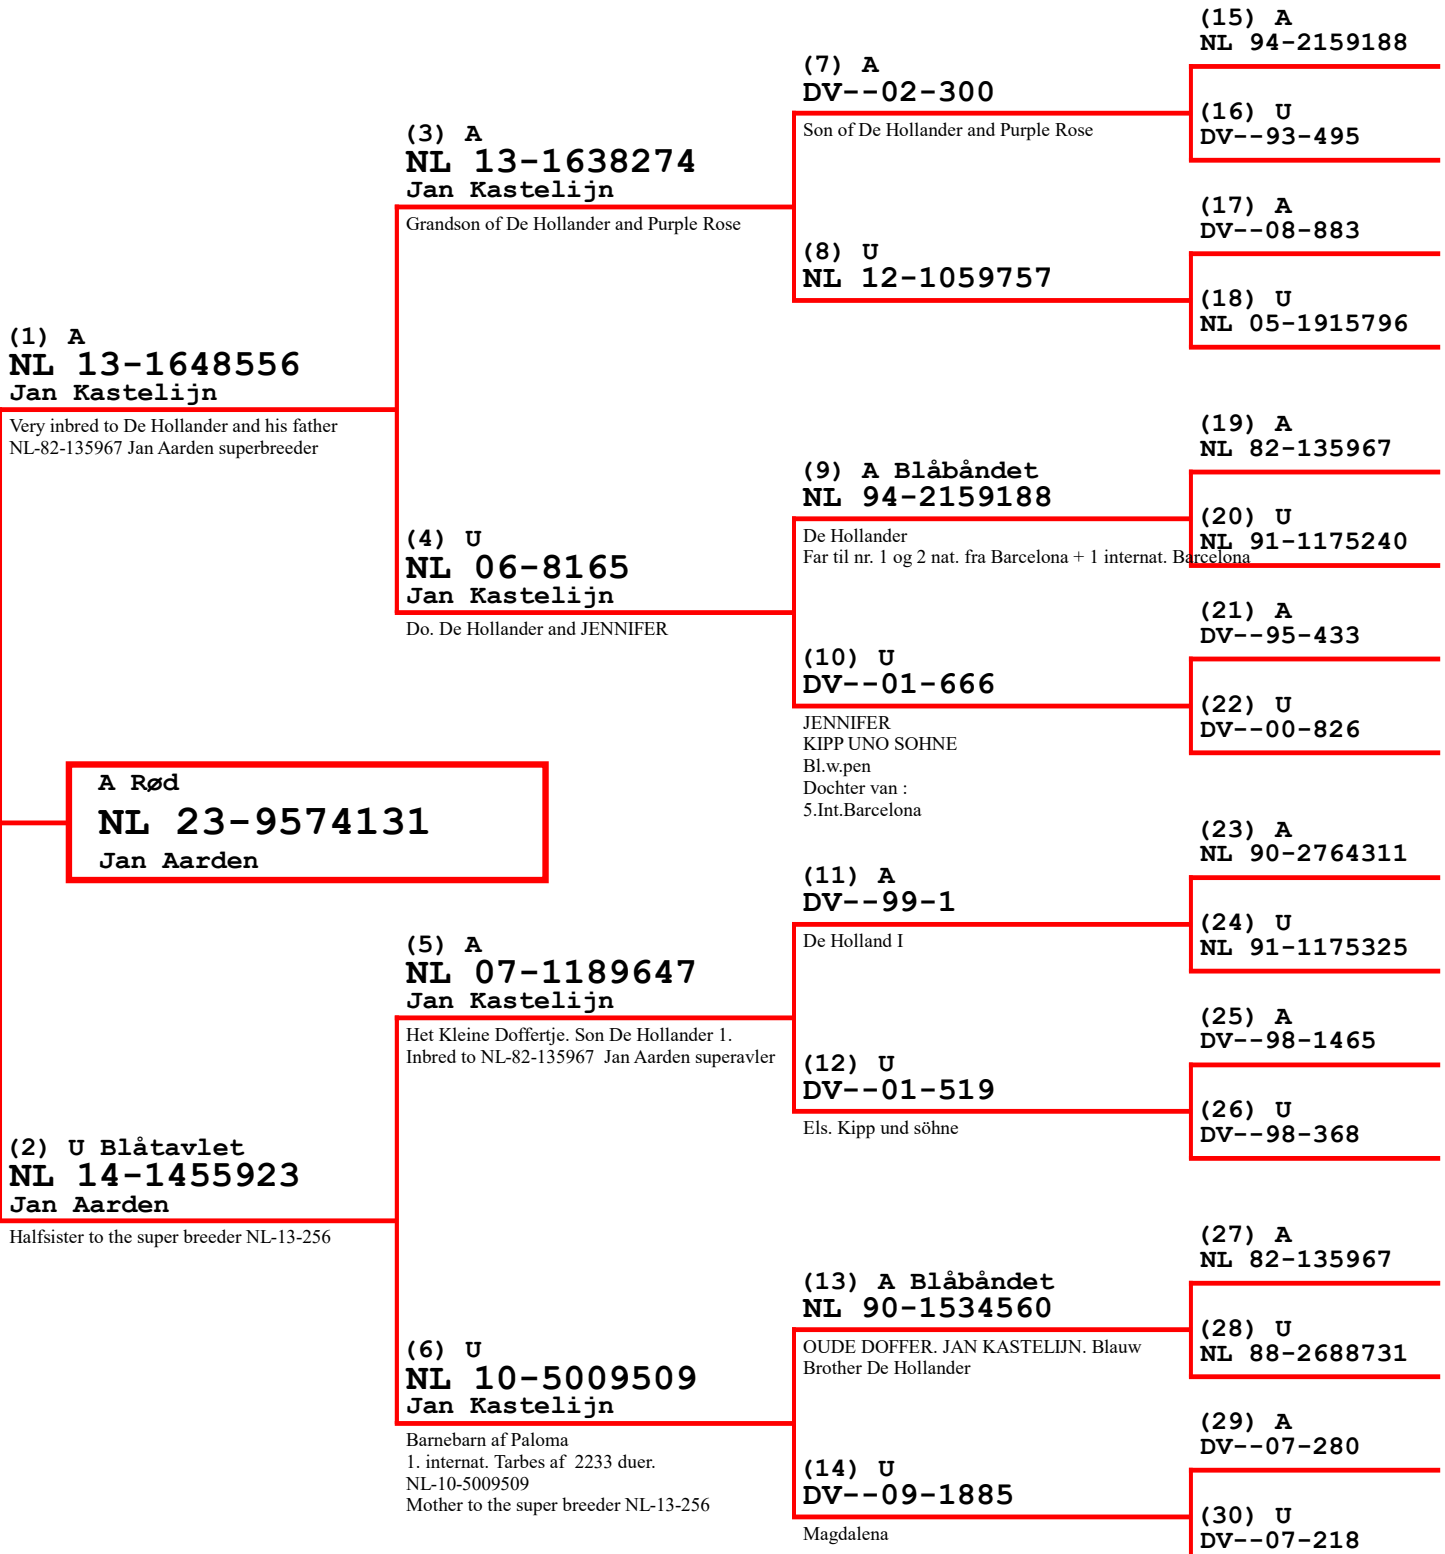 (1) A
NL 13-1648556
Jan Kastelijn
Very inbred to De Hollander and his father
NL-82-135967 Jan Aarden superbreeder
A Rød
NL 23-9574131
Jan Aarden
(2) U Blåtavlet
NL 14-1455923
Jan Aarden
Halfsister to the super breeder NL-13-256
(3) A
NL 13-1638274
Jan Kastelijn
Grandson of De Hollander and Purple Rose
(4) U
NL 06-8165
Jan Kastelijn
Do. De Hollander and JENNIFER
(5) A
NL 07-1189647
Jan Kastelijn
Het Kleine Doffertje. Son De Hollander 1.
Inbred to NL-82-135967 Jan Aarden superavler
(6) U
NL 10-5009509
Jan Kastelijn
Barnebarn af Paloma
1. internat. Tarbes af 2233 duer.
NL-10-5009509
Mother to the super breeder NL-13-256
(7) A
DV--02-300
Son of De Hollander and Purple Rose
(8) U
NL 12-1059757
(9) A Blåbåndet
NL 94-2159188
De Hollander
Far til nr. 1 og 2 nat. fra Barcelona + 1 internat. Barcelona
(10) U
DV--01-666
JENNIFER
KIPP UNO SOHNE
Bl.w.pen
Dochter van :
5.Int.Barcelona
(11) A
DV--99-1
De Holland I
(12) U
DV--01-519
Els. Kipp und söhne
(13) A Blåbåndet
NL 90-1534560
OUDE DOFFER. JAN KASTELIJN. Blauw
Brother De Hollander
(14) U
DV--09-1885
Magdalena
(15) A
NL 94-2159188
(16) U
DV--93-495
(17) A
DV--08-883
(18) U
NL 05-1915796
(19) A
NL 82-135967
(20) U
NL 91-1175240
(21) A
DV--95-433
(22) U
DV--00-826
(23) A
NL 90-2764311
(24) U
NL 91-1175325
(25) A
DV--98-1465
(26) U
DV--98-368
(27) A
NL 82-135967
(28) U
NL 88-2688731
(29) A
DV--07-280
(30) U
DV--07-218